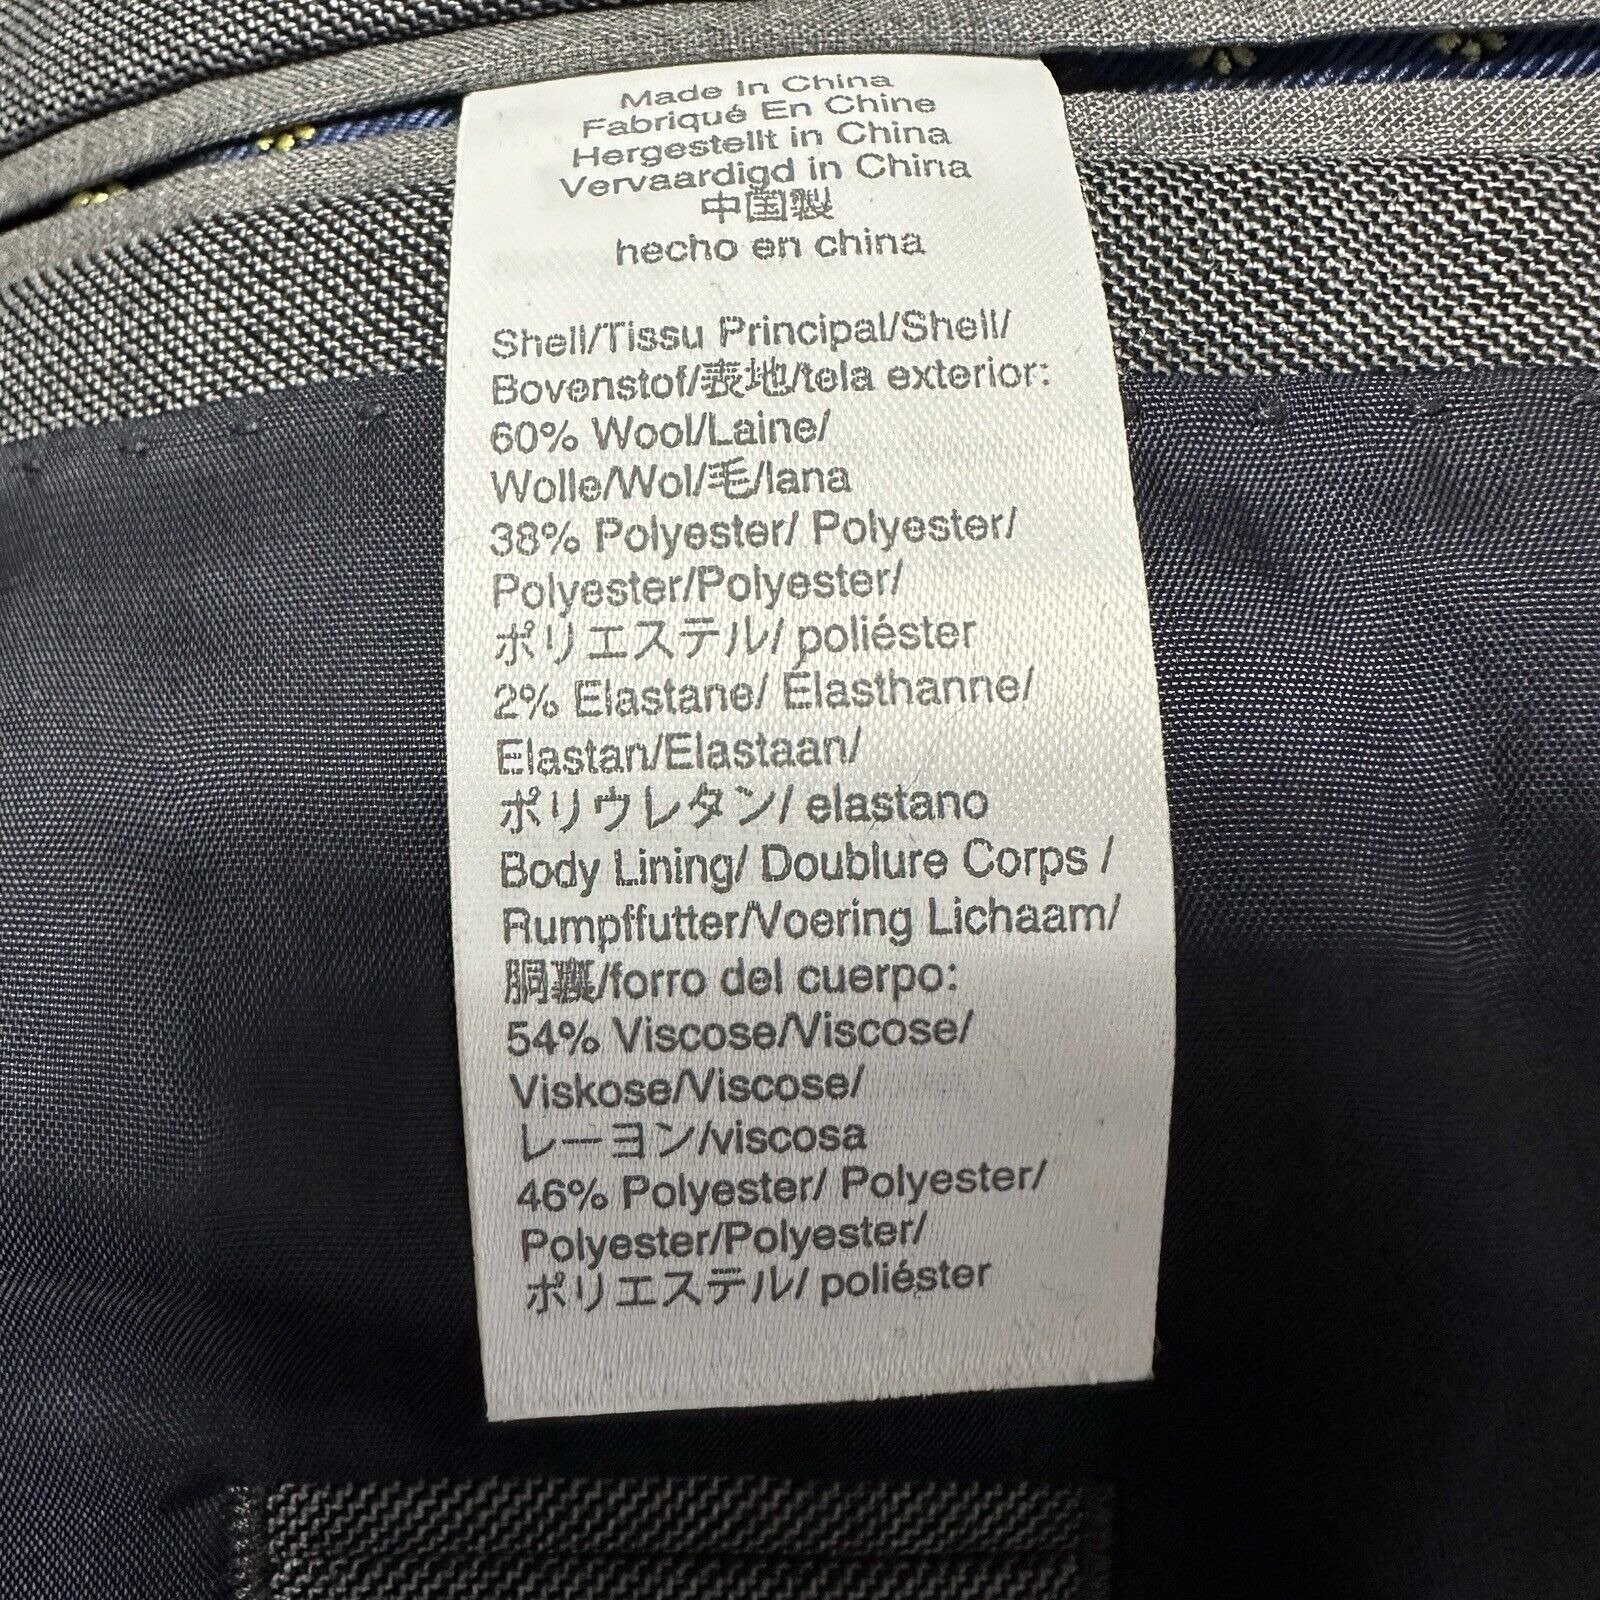 Made In China
Fabriqué En Chine
Hergestellt in China
Vervaardigd in China
中国製
hecho en china
Shell/Tissu Principal/Shell/
Bovenstof/表地/tela exterior:
60% Wool/Laine/
Wolle/Wol/毛/lana
38% Polyester/ Polyester/
Polyester/Polyester/
ポリエステル/ poliéster
2% Elastane/ Élasthanne/
Elastan/Elastaan/
ポリウレタン/ elastano
Body Lining/ Doublure Corps /
Rumpffutter/Voering Lichaam/
胴裏/forro del cuerpo:
54% Viscose/Viscose/
Viskose/Viscose/
レーヨン/viscosa
46% Polyester/ Polyester/
Polyester/Polyester/
ポリエステル/ poliéster